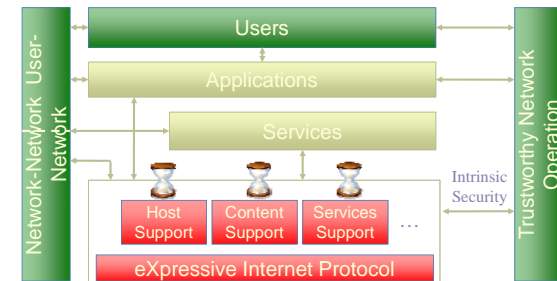 Users
Applications
Services
User-Network
Network-Network
Trustworthy Network
Operation
Intrinsic
Security
Host
Support
Content
Support
Services
Support
...
eXpressive Internet Protocol